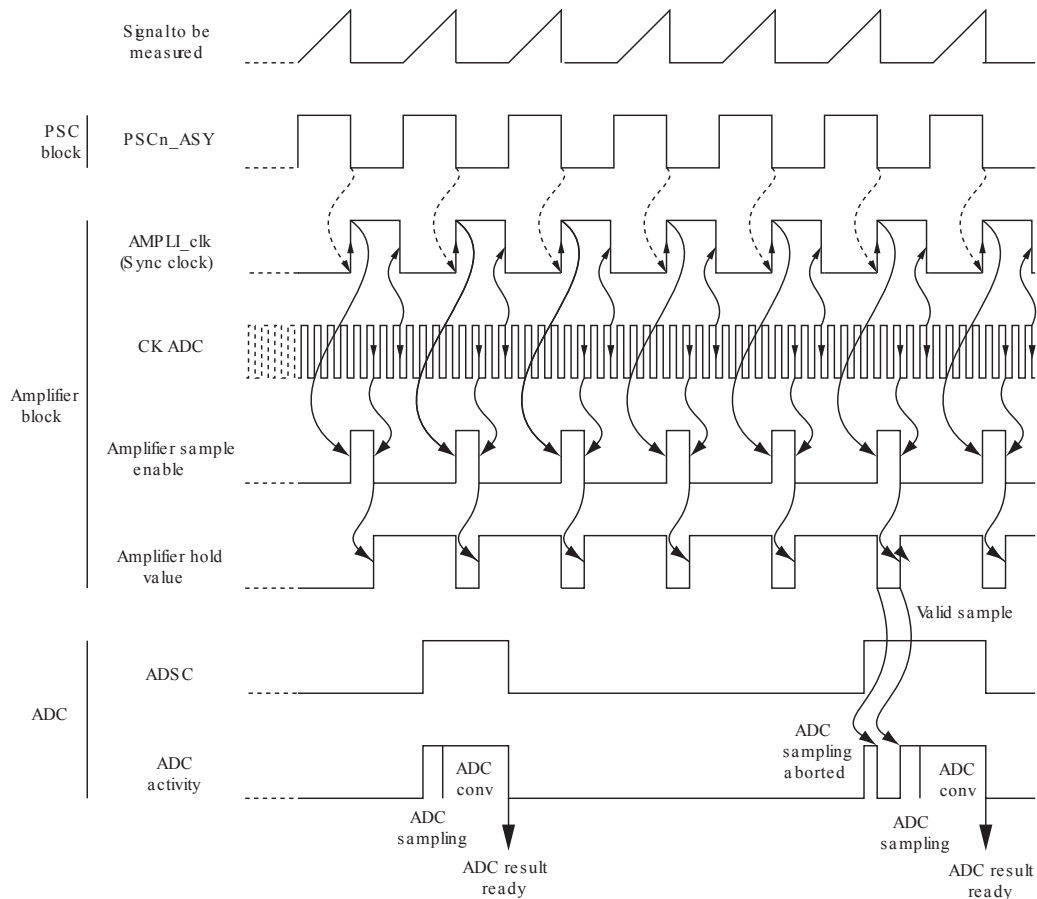 Signal to be
measured
PSC
block
PSCn_ASY
AMPLI_clk
(Sync clock)
CK ADC
Amplifier
block
Amplifier sample
enable
Amplifier hold
value
Valid sample
ADSC
ADC
ADC
activity
ADC
conv
ADC
sampling
ADC result
ready
ADC
sampling
aborted
ADC
conv
ADC
sampling
ADC result
ready